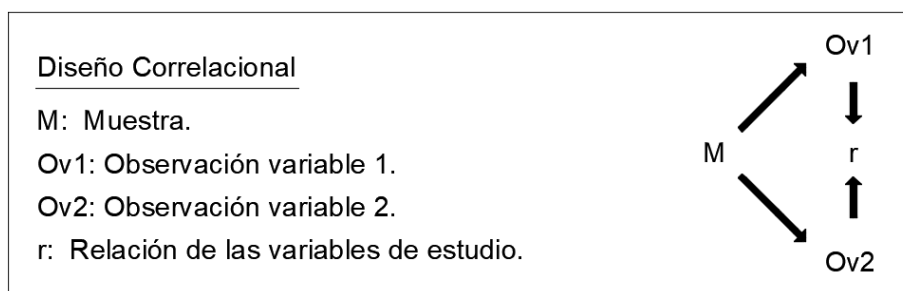 Diseño Correlacional
M: Muestra.
Ov1: Observación variable 1.
Ov2: Observación variable 2.
r: Relación de las variables de estudio.
Ov1
M
r
Ov2